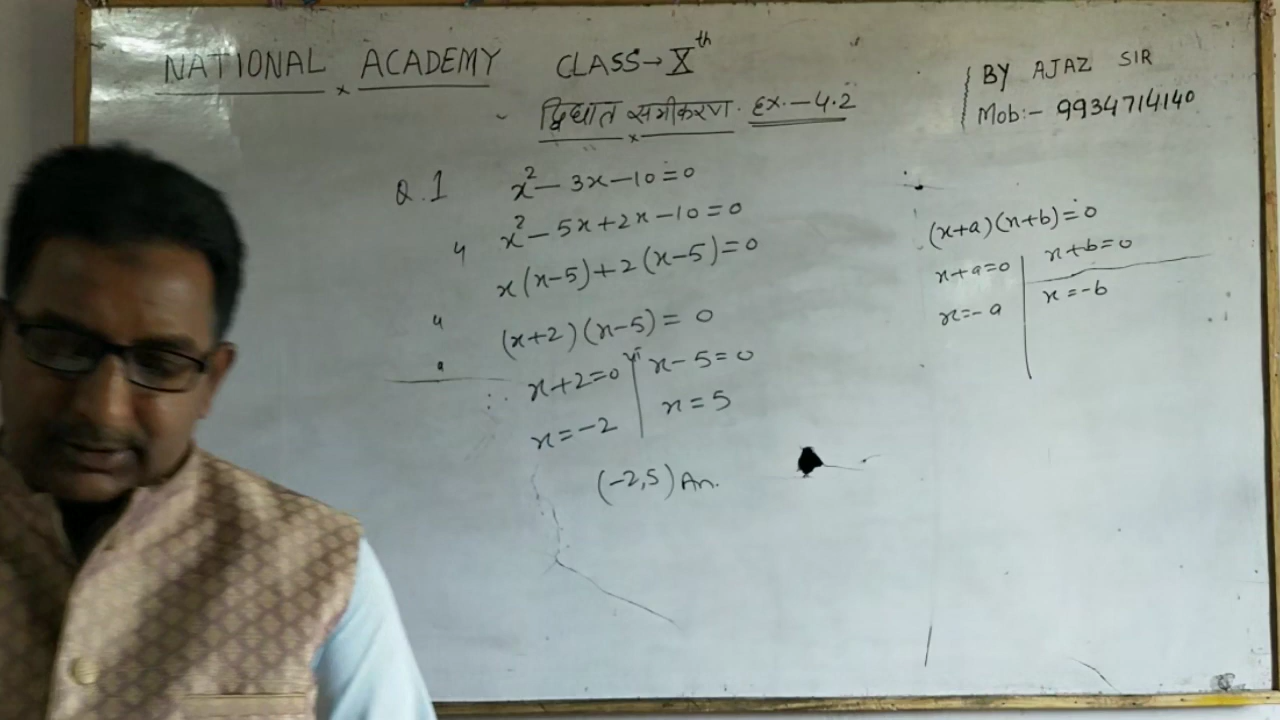 NATIONAL ACADEMY CLASS→Xth
द्विघात समीकरण. Ex.-4.2
{ BY AJAZ SIR
Mob:- 9934714140
Q.1 x²-3x-10=0
x²-5x+2x-10=0
x(x-5)+2(x-5)=0
(x+2)(x-5)= 0
x+2=0 | x-5=0
x=-2 | x=5
(-2,5) An.
(x+a)(x+b)=0
x+a=0 | x+b=0
x=-a | x=-b